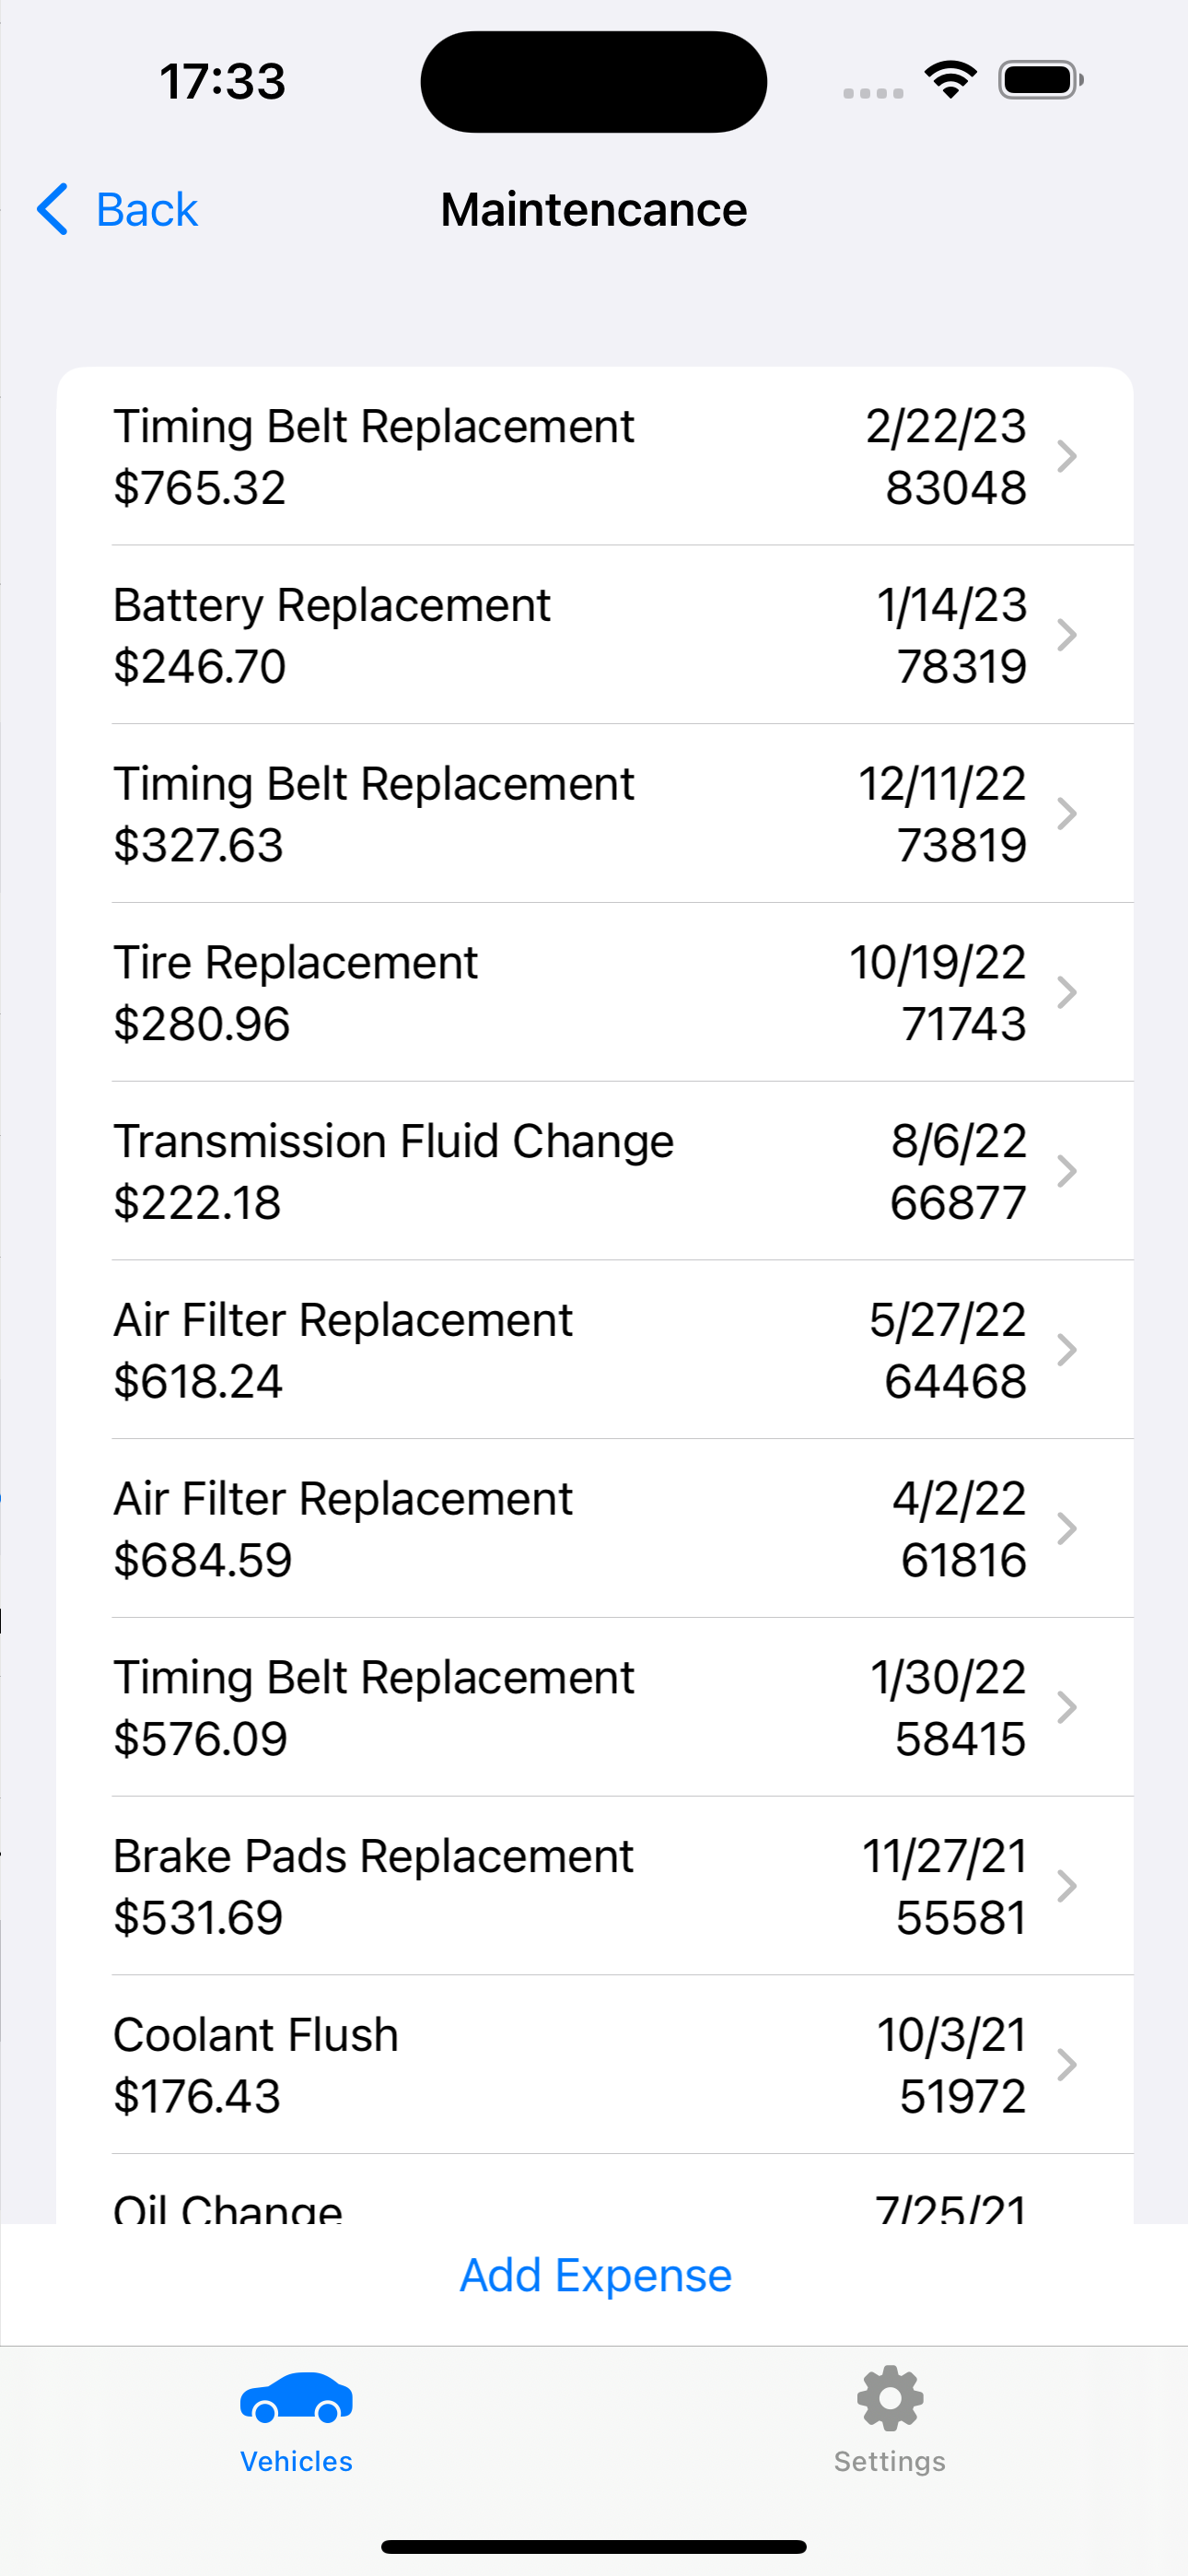 17:33
Back
Maintencance
Timing Belt Replacement 2/22/23
$765.32 83048
Battery Replacement 1/14/23
$246.70 78319
Timing Belt Replacement 12/11/22
$327.63 73819
Tire Replacement 10/19/22
$280.96 71743
Transmission Fluid Change 8/6/22
$222.18 66877
Air Filter Replacement 5/27/22
$618.24 64468
Air Filter Replacement 4/2/22
$684.59 61816
Timing Belt Replacement 1/30/22
$576.09 58415
Brake Pads Replacement 11/27/21
$531.69 55581
Coolant Flush 10/3/21
$176.43 51972
Oil Change 7/25/21
Add Expense
Vehicles
Settings